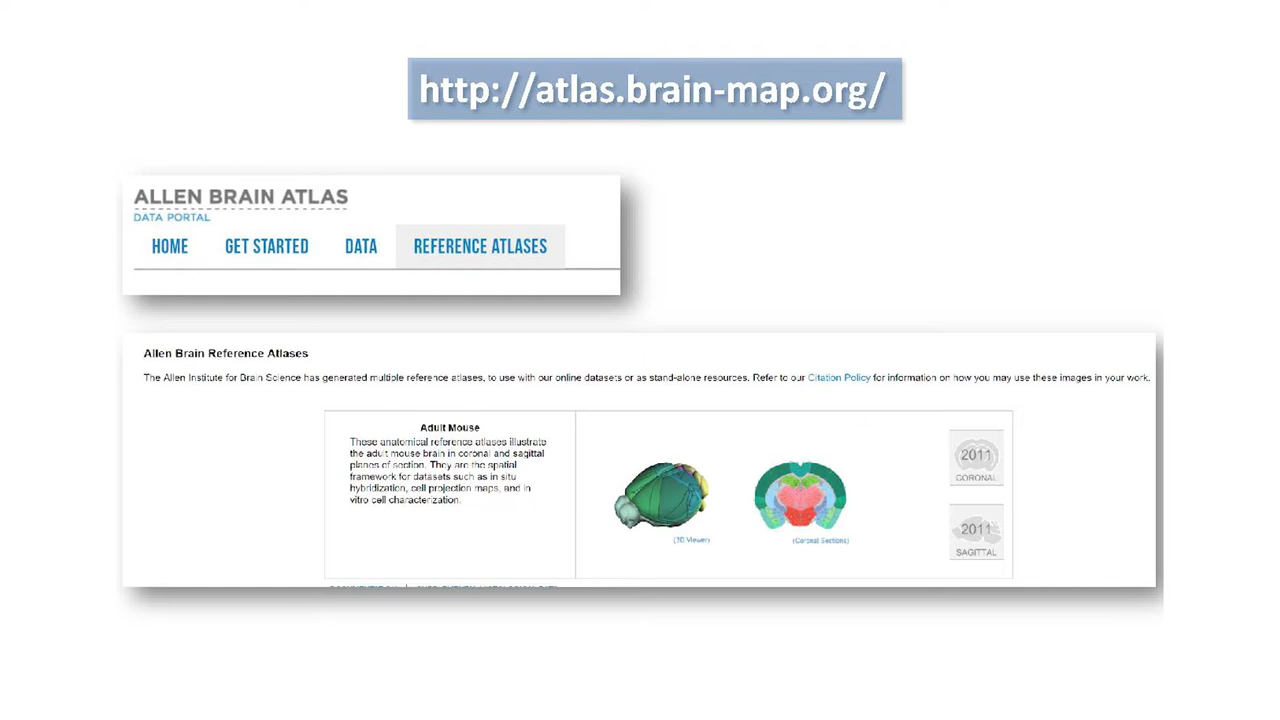 http://atlas.brain-map.org/
ALLEN BRAIN ATLAS
DATA PORTAL
HOME GET STARTED DATA REFERENCE ATLASES
Allen Brain Reference Atlases
The Allen Institute for Brain Science has generated multiple reference atlases, to use with our online datasets or as stand-alone resources. Refer to our Citation Policy for information on how you may use these images in your work.
Adult Mouse
These anatomical reference atlases illustrate
the adult mouse brain in coronal and sagittal
planes of section. They are the spatial
framework for datasets such as in situ
hybridization, cell projection maps, and in
vitro cell characterization.
(3D Viewer)
(Coronal Sections)
2011
CORONAL
2011
SAGITTAL